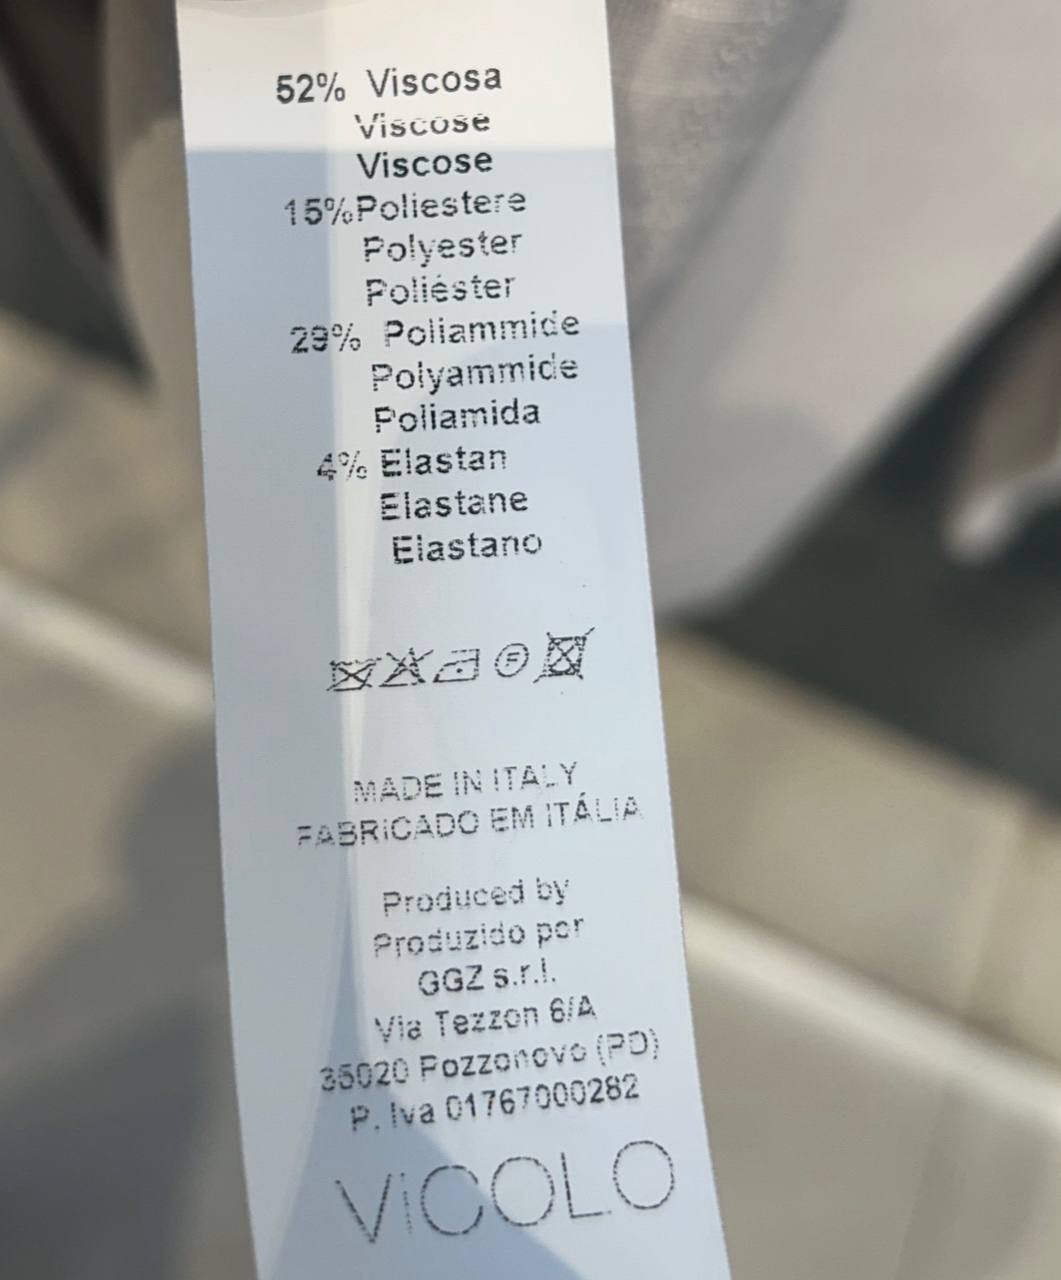 52% Viscosa
Viscose
Viscose
15%Poliestere
Polyester
Poliéster
29% Poliammide
Polyammide
Poliamida
4% Elastan
Elastane
Elastano
F
MADE IN ITALY
FABRICADO EM ITÁLIA
Produced by
Produzido por
GGZ s.r.l.
Via Tezzon 6/A
35020 Pozzonovo (PD)
P. Iva 01767000282
ViCOLO